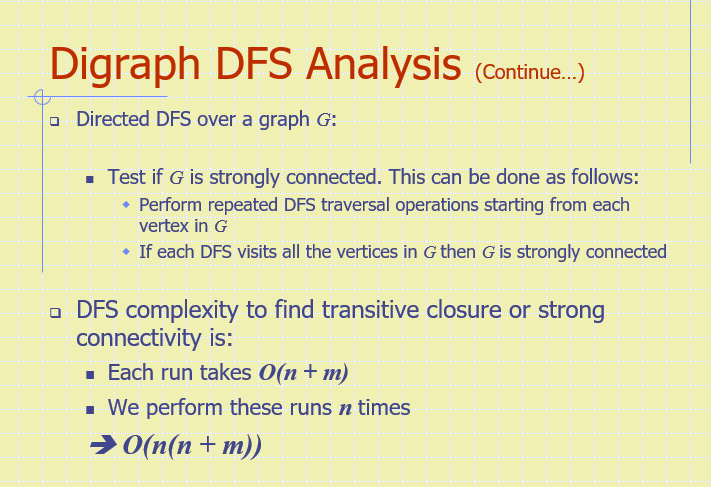 Digraph DFS Analysis (Continue…)
Directed DFS over a graph G:
Test if G is strongly connected. This can be done as follows:
Perform repeated DFS traversal operations starting from each
vertex in G
If each DFS visits all the vertices in G then G is strongly connected
DFS complexity to find transitive closure or strong
connectivity is:
Each run takes O(n + m)
We perform these runs n times
➔ O(n(n + m))